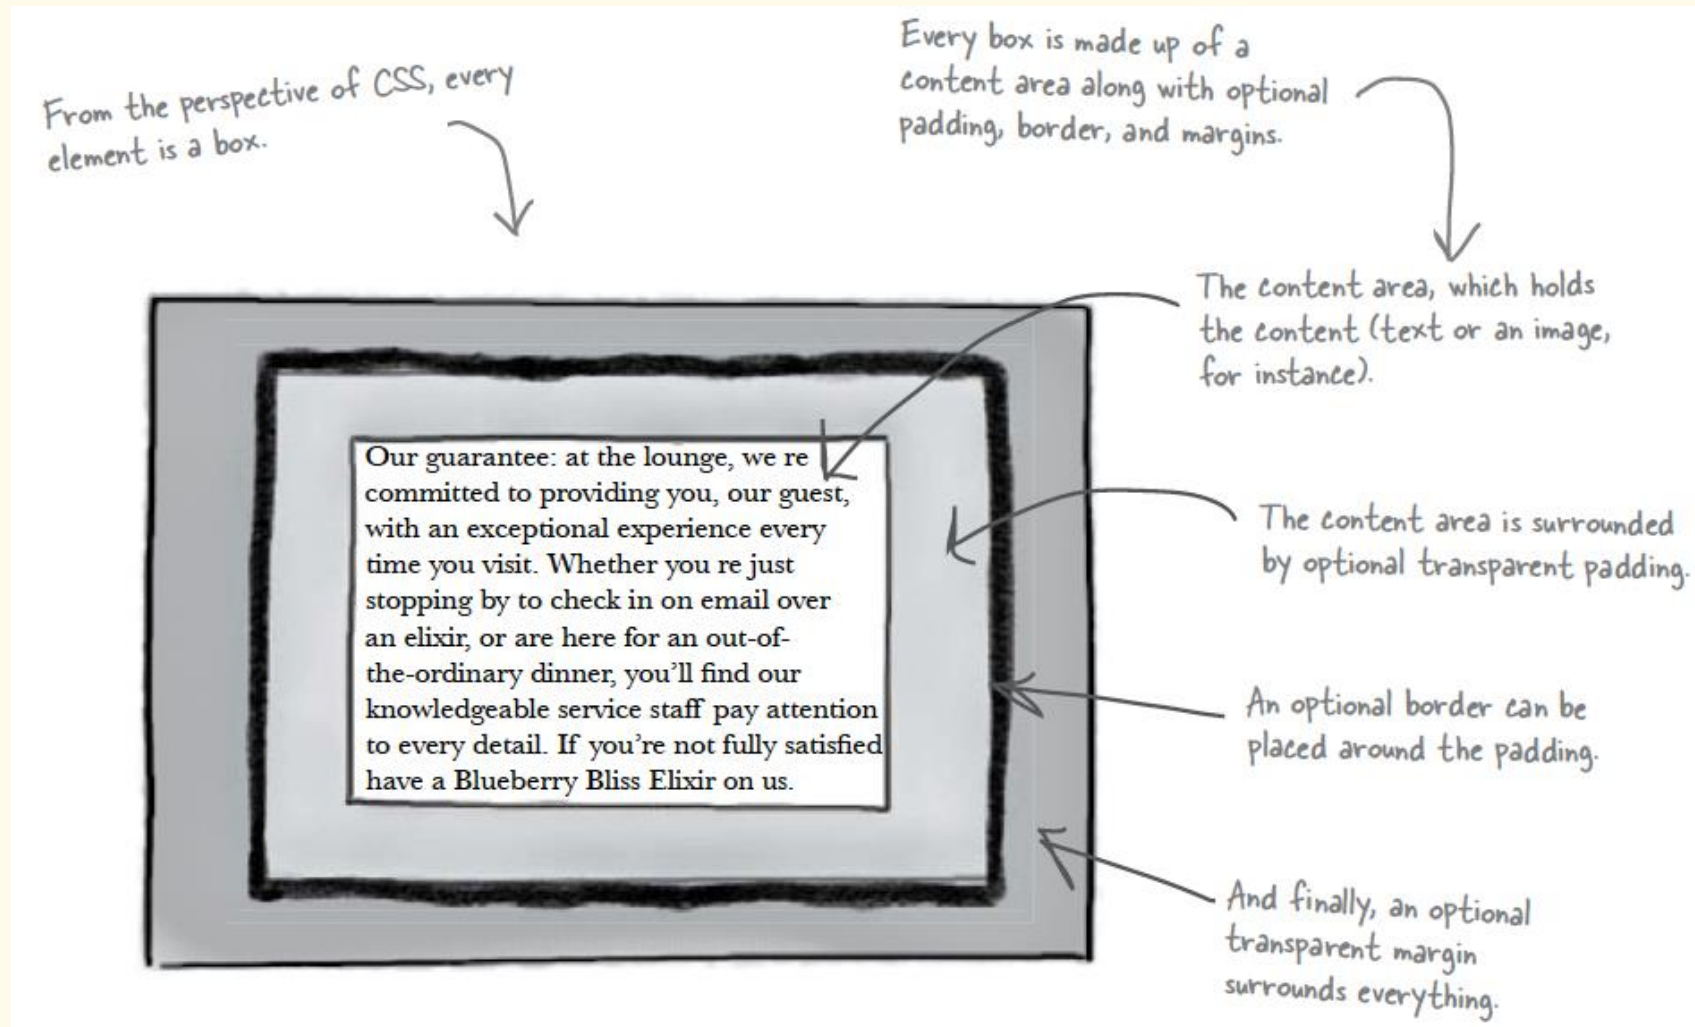 From the perspective of CSS, every
element is a box.
Every box is made up of a
content area along with optional
padding, border, and margins.
The content area, which holds
the content (text or an image,
for instance).
Our guarantee: at the lounge, we re
committed to providing you, our guest,
with an exceptional experience every
time you visit. Whether you re just
stopping by to check in on email over
an elixir, or are here for an out-of-
the-ordinary dinner, you’ll find our
knowledgeable service staff pay attention
to every detail. If you’re not fully satisfied
have a Blueberry Bliss Elixir on us.
The content area is surrounded
by optional transparent padding.
An optional border can be
placed around the padding.
And finally, an optional
transparent margin
surrounds everything.